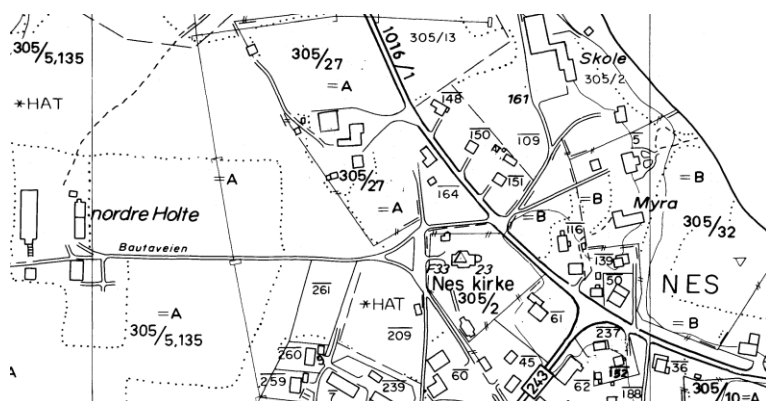 305/13
1016/1
305/5,135
305/27
Skole
305/2
=A
*HAT
148
161
150
109
5
305/27
151
=B
164
Myra
=A
=A
nordre Holte
=B
305/32
116
Bautaveien
139
F33
23
Nes kirke
50
NES
261
305/2
*HAT
=A
61
=B
305/5,135
209
237
260
45
36
A
259
239
60
243
62
152
305/10=A
7
188